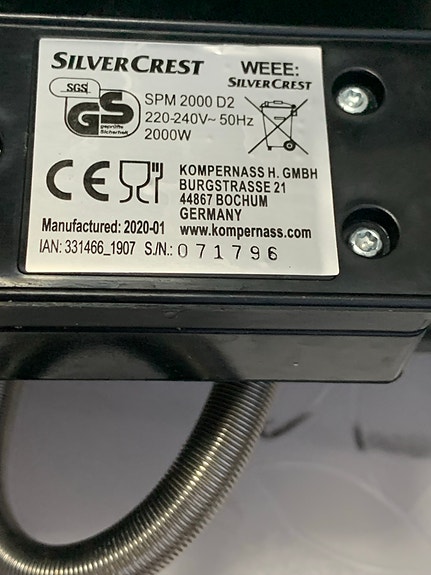 SILVERCREST
WEEE:
SILVERCREST
SGS
GS
geprüfte
Sicherheit
SPM 2000 D2
220-240V~ 50Hz
2000W
CE
KOMPERNASS H. GMBH
BURGSTRASSE 21
44867 BOCHUM
GERMANY
www.kompernass.com
Manufactured: 2020-01
IAN: 331466_1907 S/N.: 071796